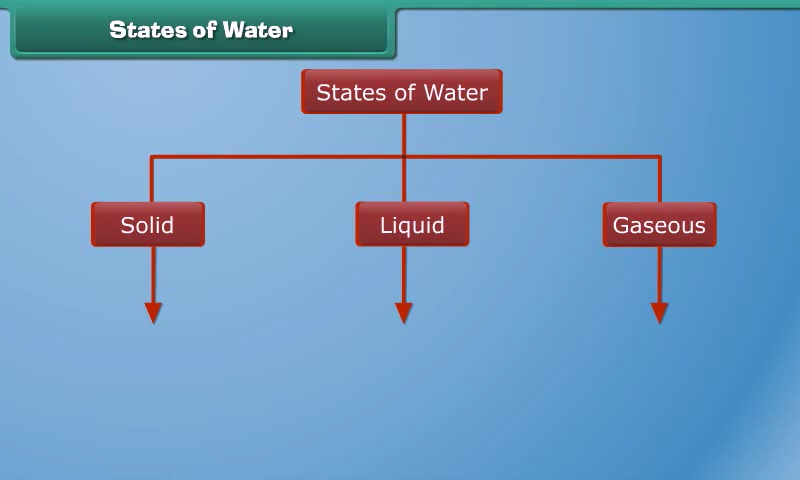 States of Water
States of Water
Solid
Liquid
Gaseous